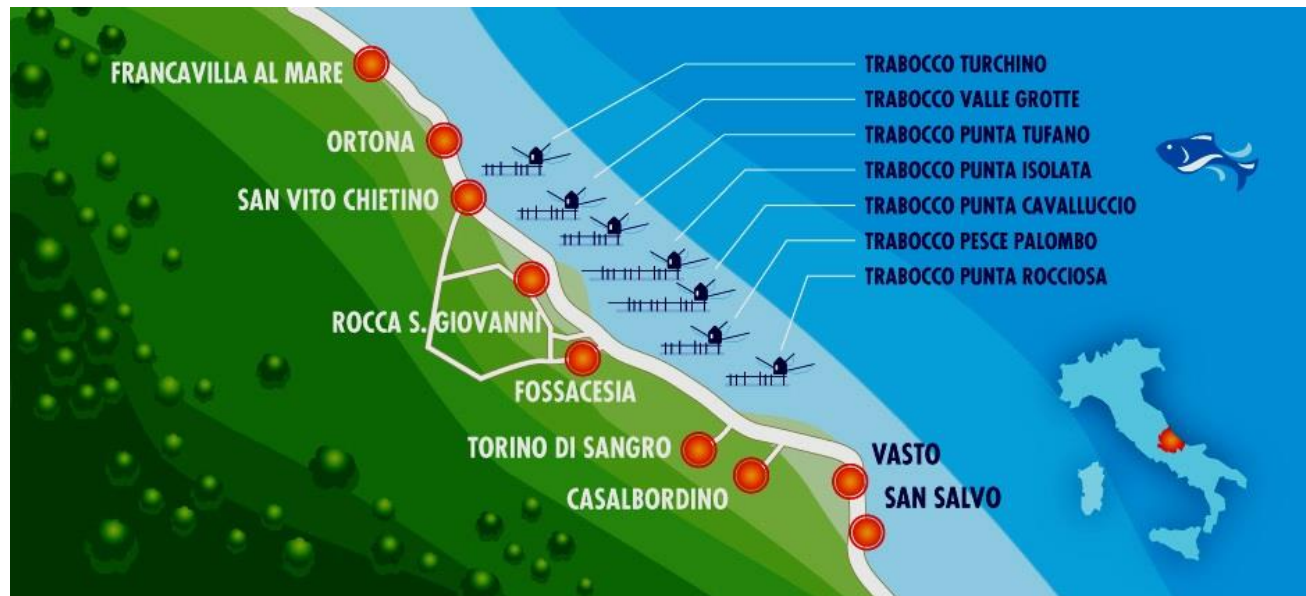 FRANCAVILLA AL MARE
ORTONA
SAN VITO CHIETINO
ROCCA S. GIOVANNI
FOSSACESIA
TORINO DI SANGRO
CASALBORDINO
VASTO
SAN SALVO
TRABOCCO TURCHINO
TRABOCCO VALLE GROTTE
TRABOCCO PUNTA TUFANO
TRABOCCO PUNTA ISOLATA
TRABOCCO PUNTA CAVALLUCCIO
TRABOCCO PESCE PALOMBO
TRABOCCO PUNTA ROCCIOSA